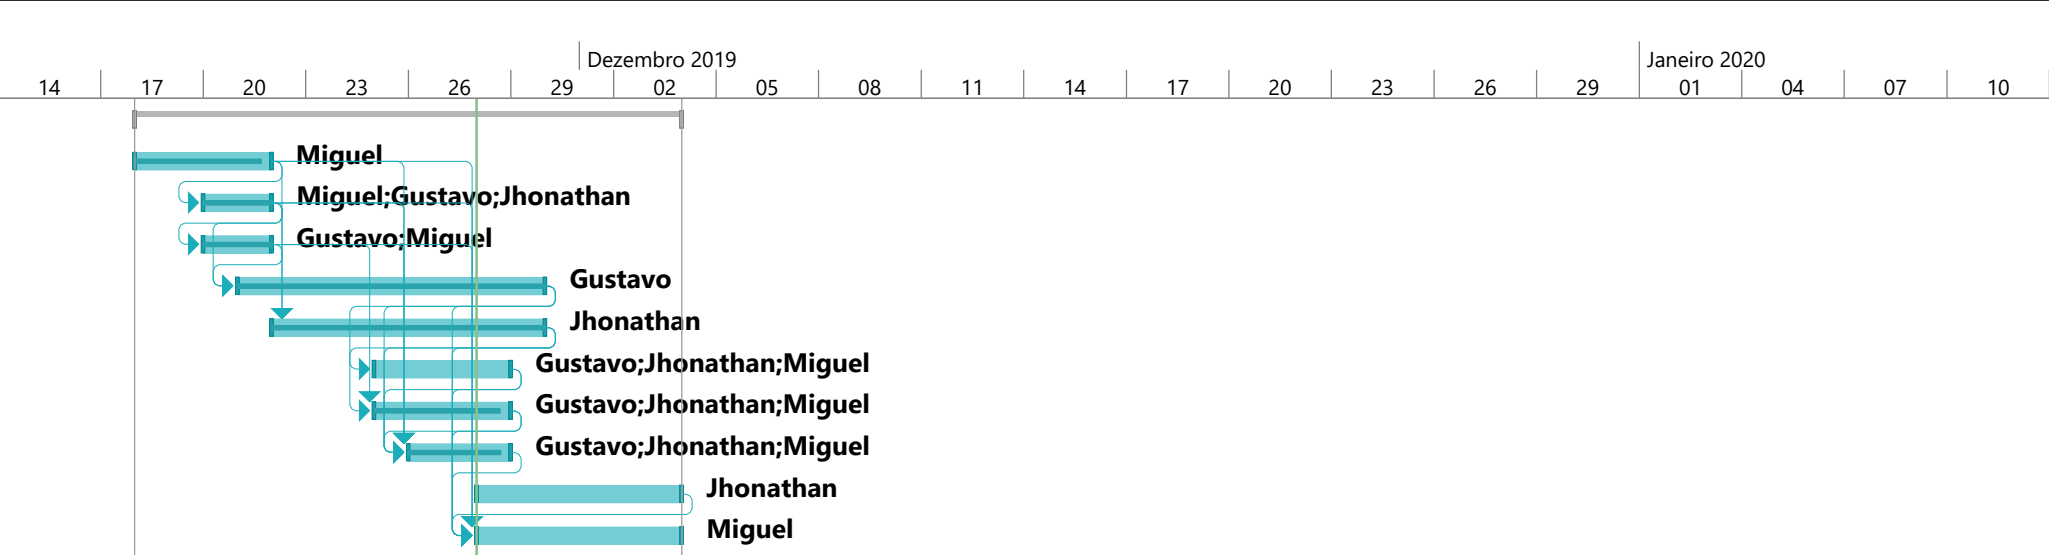 Dezembro 2019 Janeiro 2020
14 17 20 23 26 29 02 05 08 11 14 17 20 23 26 29 01 04 07 10
Miguel
Miguel;Gustavo;Jhonathan
Gustavo;Miguel
Gustavo
Jhonathan
Gustavo;Jhonathan;Miguel
Gustavo;Jhonathan;Miguel
Gustavo;Jhonathan;Miguel
Jhonathan
Miguel